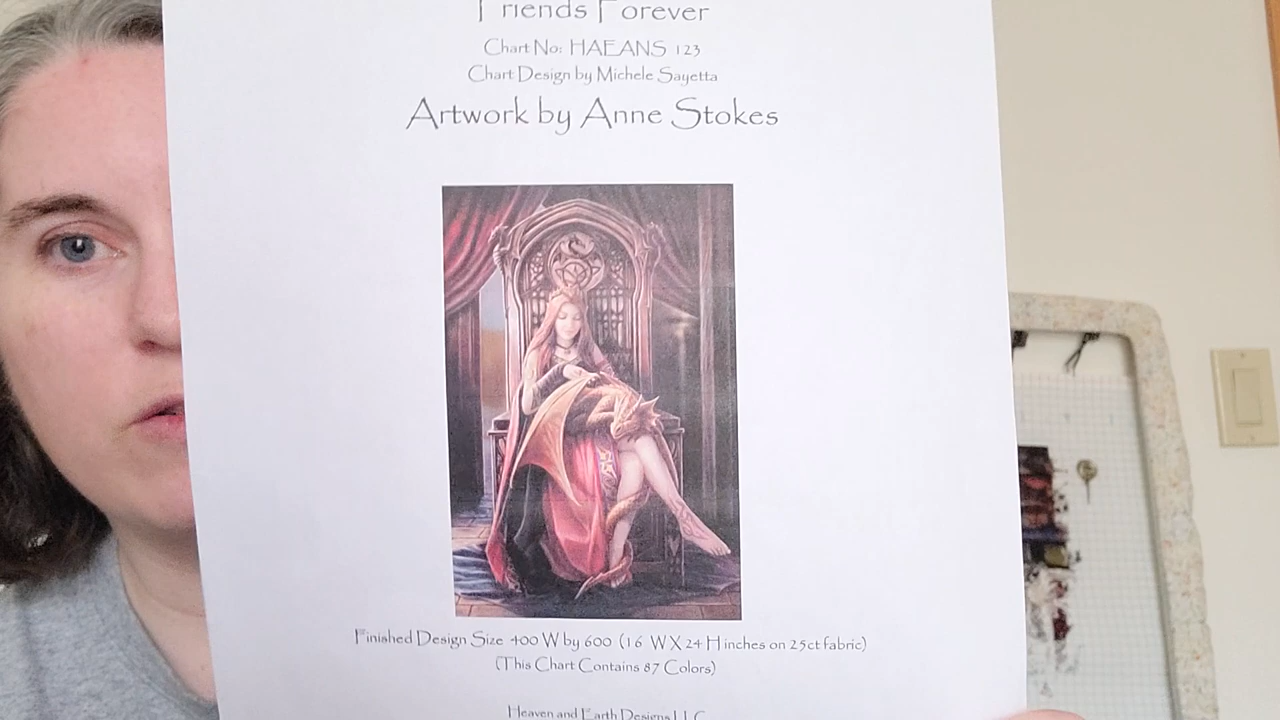 Friends Forever
Chart No: HAEANS 123
Chart Design by Michele Sayetta
Artwork by Anne Stokes
Finished Design Size 400 W by 600 (16 W X 24 H inches on 25ct fabric)
(This Chart Contains 87 Colors)
Heaven and Earth Designs LLC